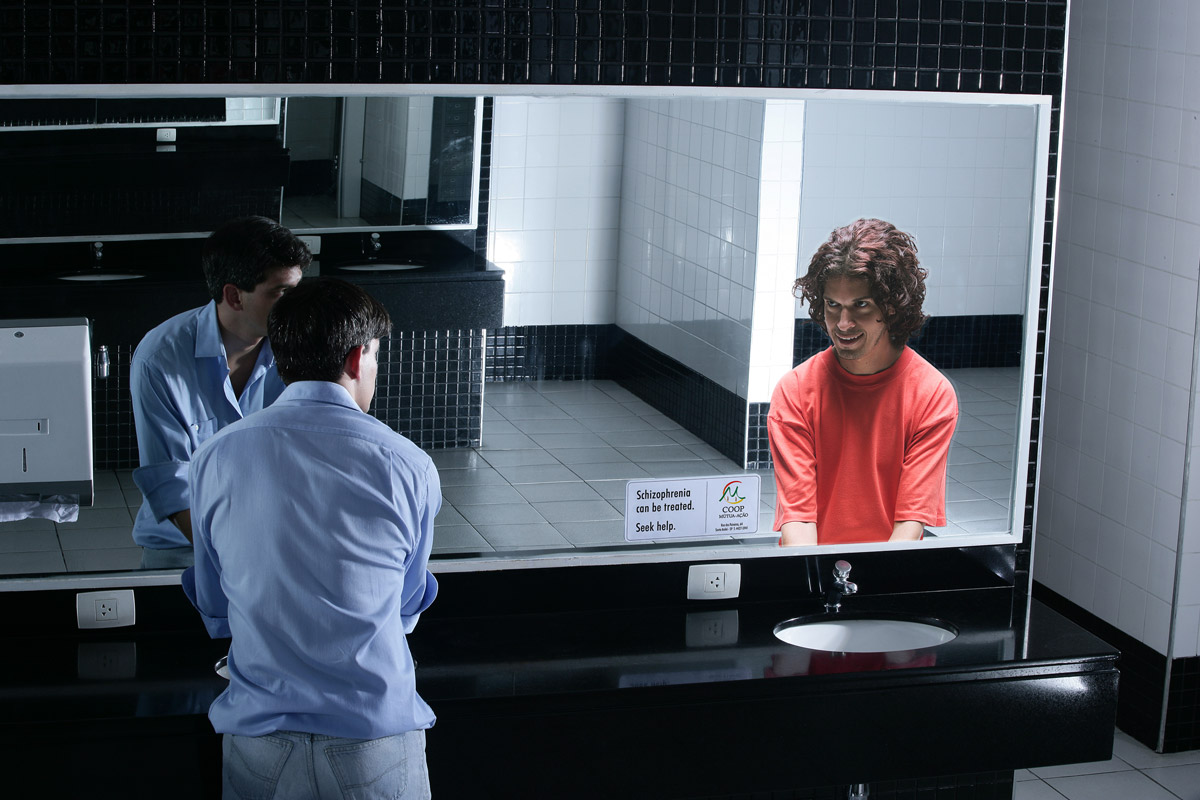 Schizophrenia
can be treated.
Seek help.
COOP
MÚTUA-AÇÃO